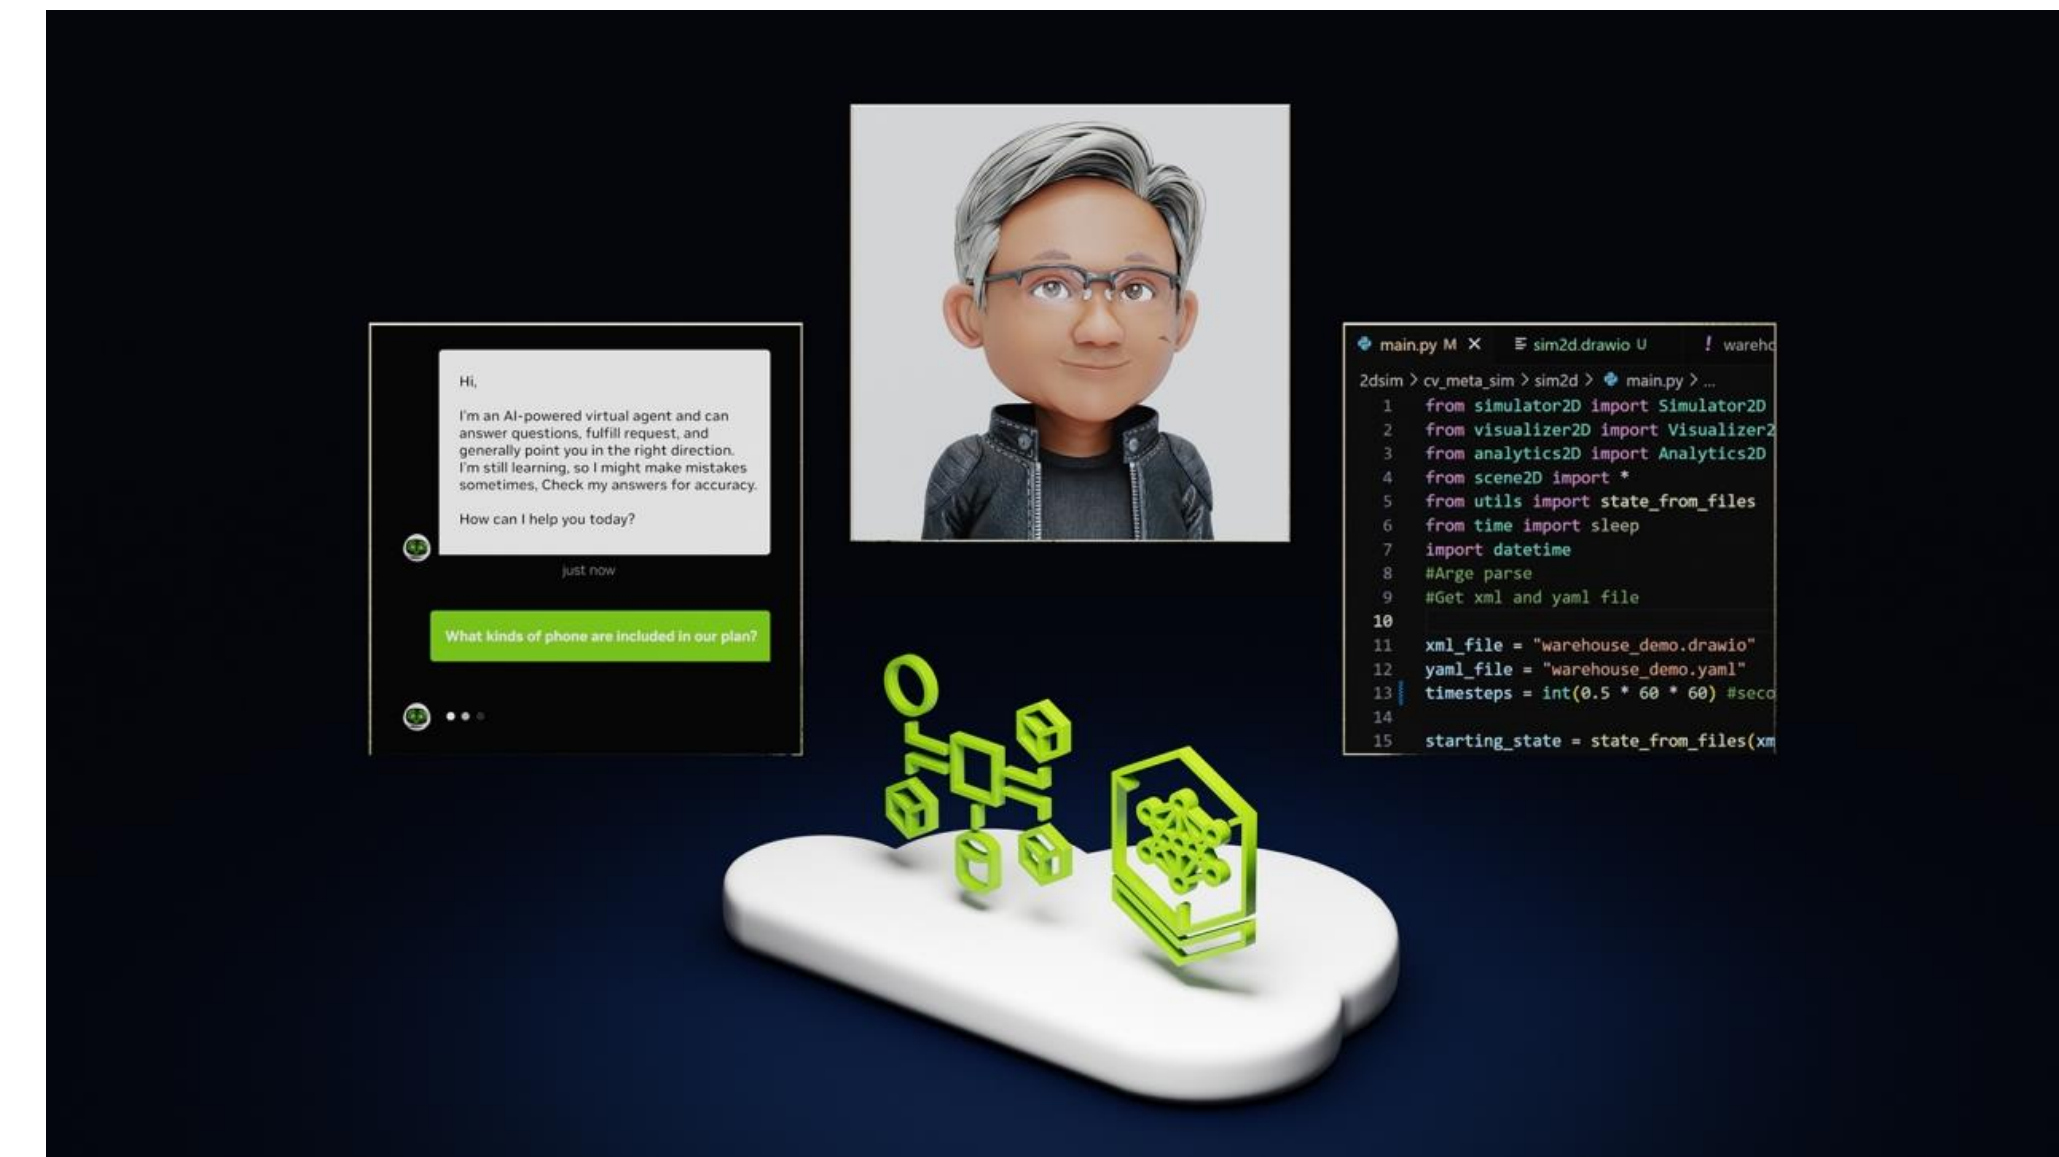 Hi,
I'm an AI-powered virtual agent and can
answer questions, fulfill request, and
generally point you in the right direction.
I'm still learning, so I might make mistakes
sometimes, Check my answers for accuracy.
How can I help you today?
just now
What kinds of phone are included in our plan?
main.py M X sim2d.drawio U ! wareho
2dsim > cv_meta_sim > sim2d > main.py > ...
1 from simulator2D import Simulator2D
2 from visualizer2D import Visualizer2
3 from analytics2D import Analytics2D
4 from scene2D import *
5 from utils import state_from_files
6 from time import sleep
7 import datetime
8 #Arge parse
9 #Get xml and yaml file
10
11 xml_file = "warehouse_demo.drawio"
12 yaml_file = "warehouse_demo.yaml"
13 timesteps = int(0.5 * 60 * 60) #seco
14
15 starting_state = state_from_files(xm